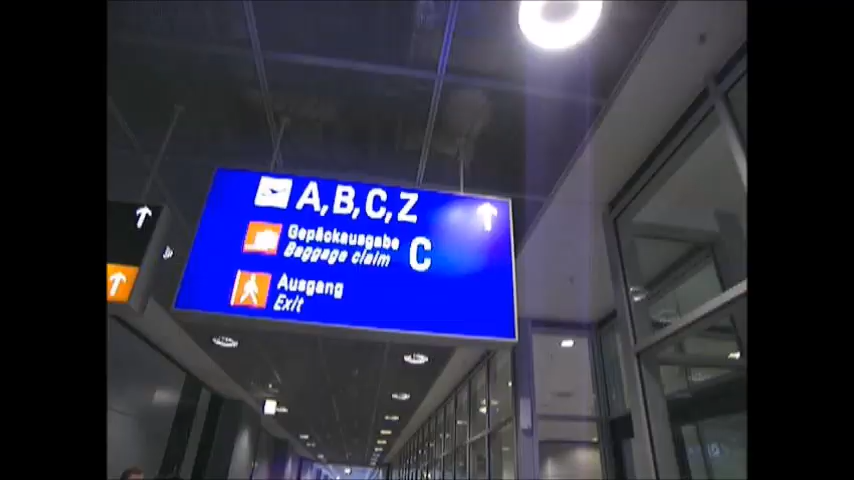 A,B,C,Z
Gepäckausgabe
Baggage claim
C
Ausgang
Exit